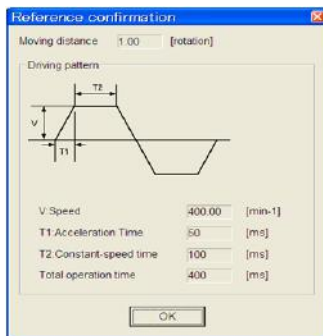 Reference confirmation
Moving distance 1.00 [rotation]
Driving pattern
T2
V
T1
V:Speed 400.00 [min-1]
T1:Acceleration Time 50 [ms]
T2:Constant-speed time 100 [ms]
Total operation time 400 [ms]
OK